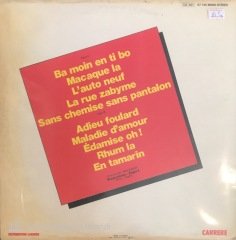 Ba moin en ti bo
Macaque la
L'auto neuf
La rue zabyme
Sans chemise sans pantalon
Adieu foulard
Maladie d'amour
Édamise oh!
Rhum la
En tamarin
CARRERE